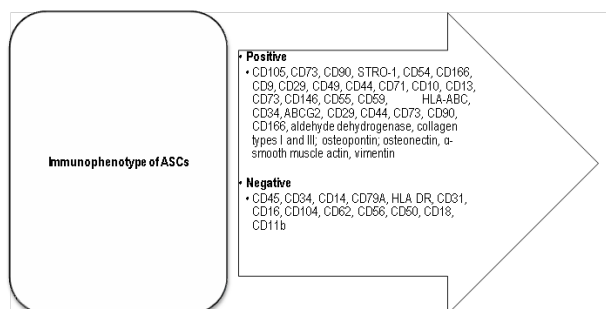 Immunophenotype of ASCs
• Positive
• CD105, CD73, CD90, STRO-1, CD54, CD166,
CD9, CD29, CD49, CD44, CD71, CD10, CD13,
CD73, CD146, CD55, CD59, HLA-ABC,
CD34, ABCG2, CD29, CD44, CD73, CD90,
CD166, aldehyde dehydrogenase, collagen
types I and III; osteopontin; osteonectin, α-
smooth muscle actin, vimentin
• Negative
• CD45, CD34, CD14, CD79A, HLA DR, CD31,
CD16, CD104, CD62, CD56, CD50, CD18,
CD11b